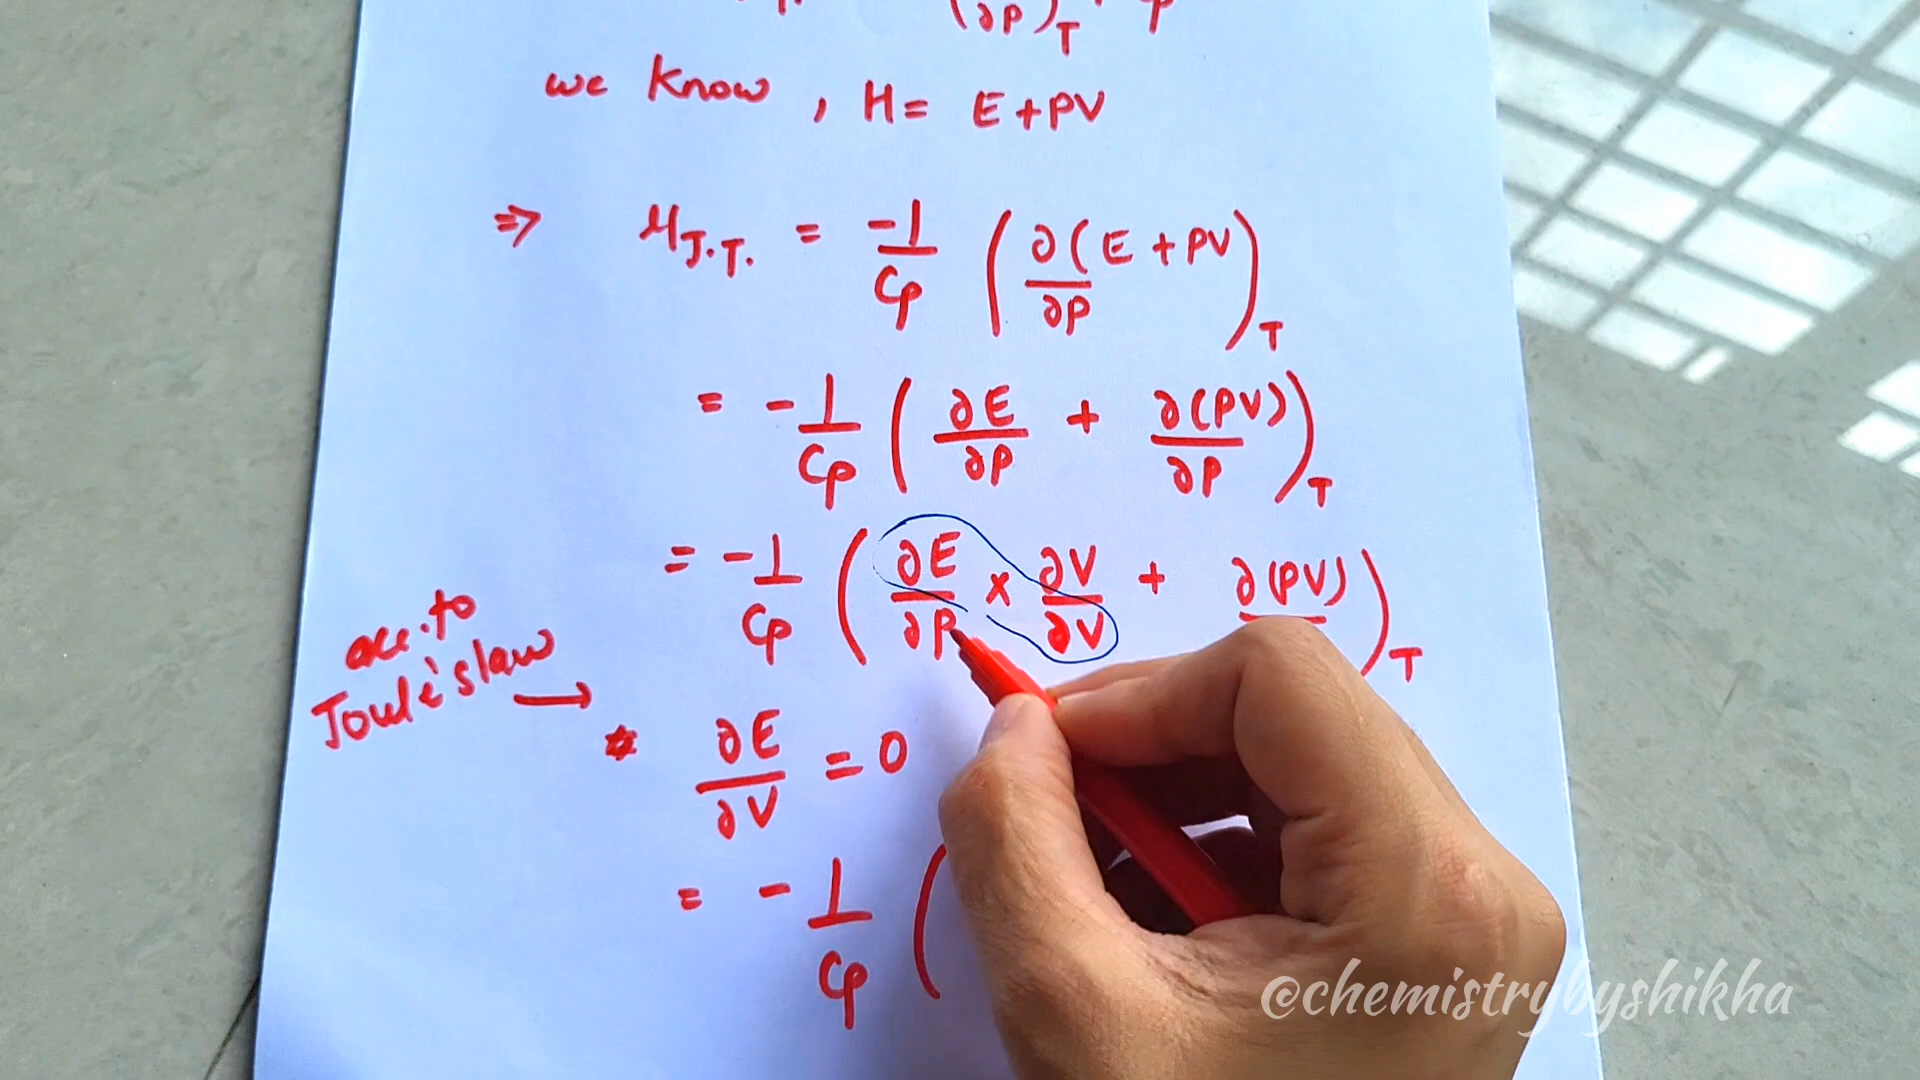 (∂P)T Cp
we know, H = E + PV
⇒ μJ.T. = -1/Cp (∂(E + PV/∂P)T
= -1/Cp (∂E/∂P + ∂(PV)/∂P)T
= -1/Cp (∂E/∂P × ∂V/∂V + ∂(PV)/ )T
acc. to
Joule's law →
* ∂E/∂V = 0
= -1/Cp (
@chemistrybyshikha